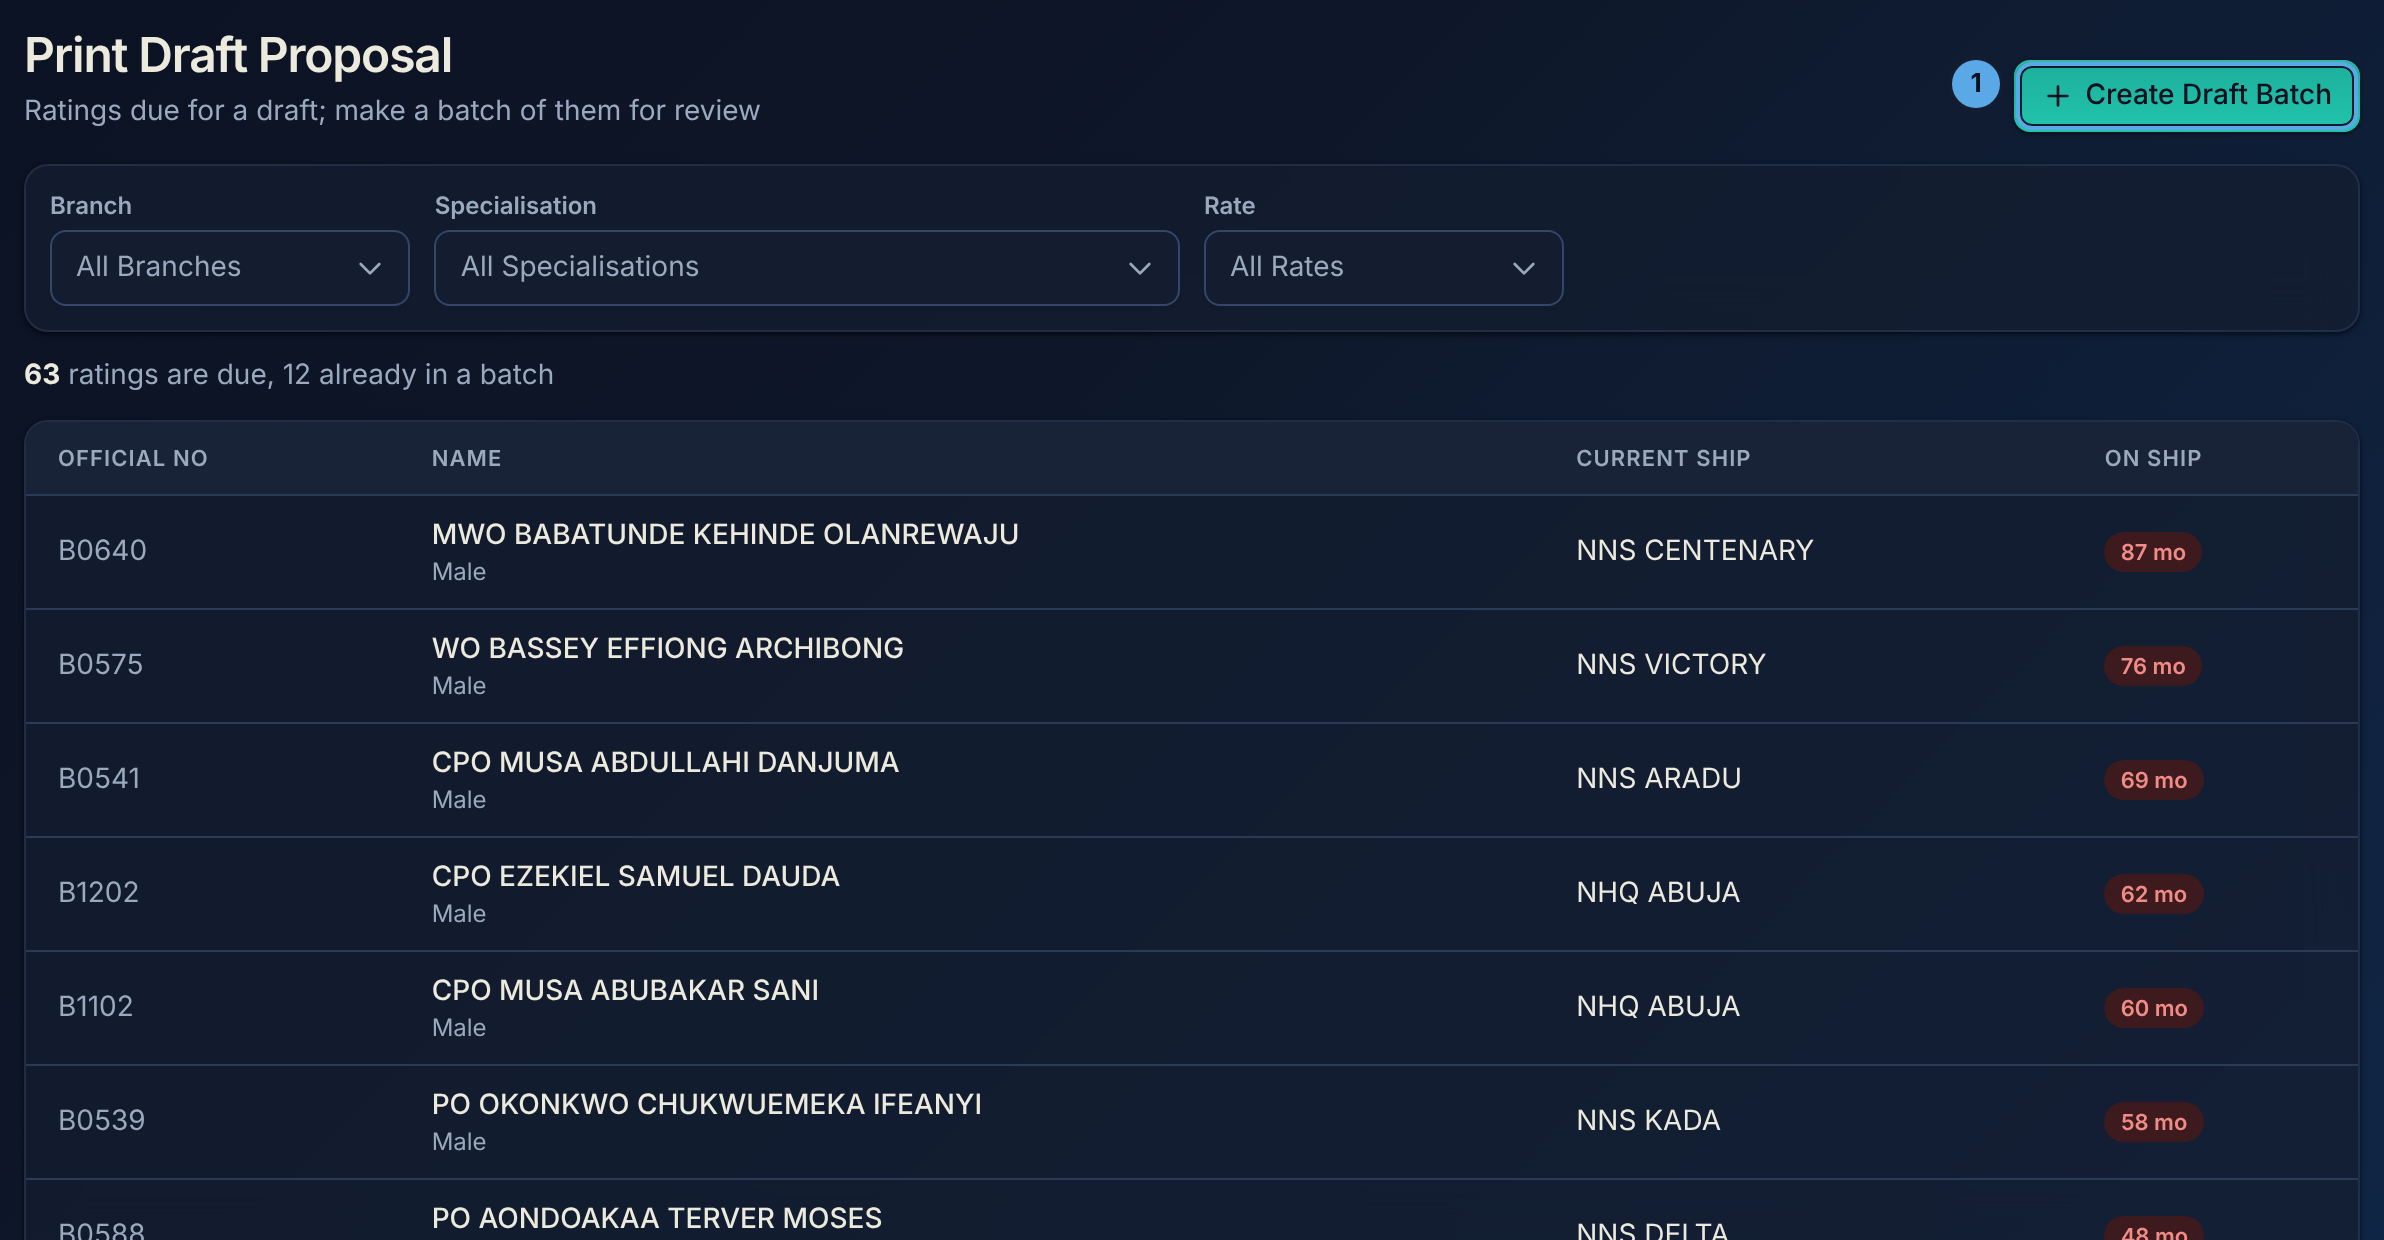 Print Draft Proposal
Ratings due for a draft; make a batch of them for review
1
+ Create Draft Batch
Branch
Specialisation
Rate
All Branches
All Specialisations
All Rates
63 ratings are due, 12 already in a batch
OFFICIAL NO
NAME
CURRENT SHIP
ON SHIP
B0640
MWO BABATUNDE KEHINDE OLANREWAJU
Male
NNS CENTENARY
87 mo
B0575
WO BASSEY EFFIONG ARCHIBONG
Male
NNS VICTORY
76 mo
B0541
CPO MUSA ABDULLAHI DANJUMA
Male
NNS ARADU
69 mo
B1202
CPO EZEKIEL SAMUEL DAUDA
Male
NHQ ABUJA
62 mo
B1102
CPO MUSA ABUBAKAR SANI
Male
NHQ ABUJA
60 mo
B0539
PO OKONKWO CHUKWUEMEKA IFEANYI
Male
NNS KADA
58 mo
B0588
PO AONDOAKAA TERVER MOSES
NNS DELTA
48 mo